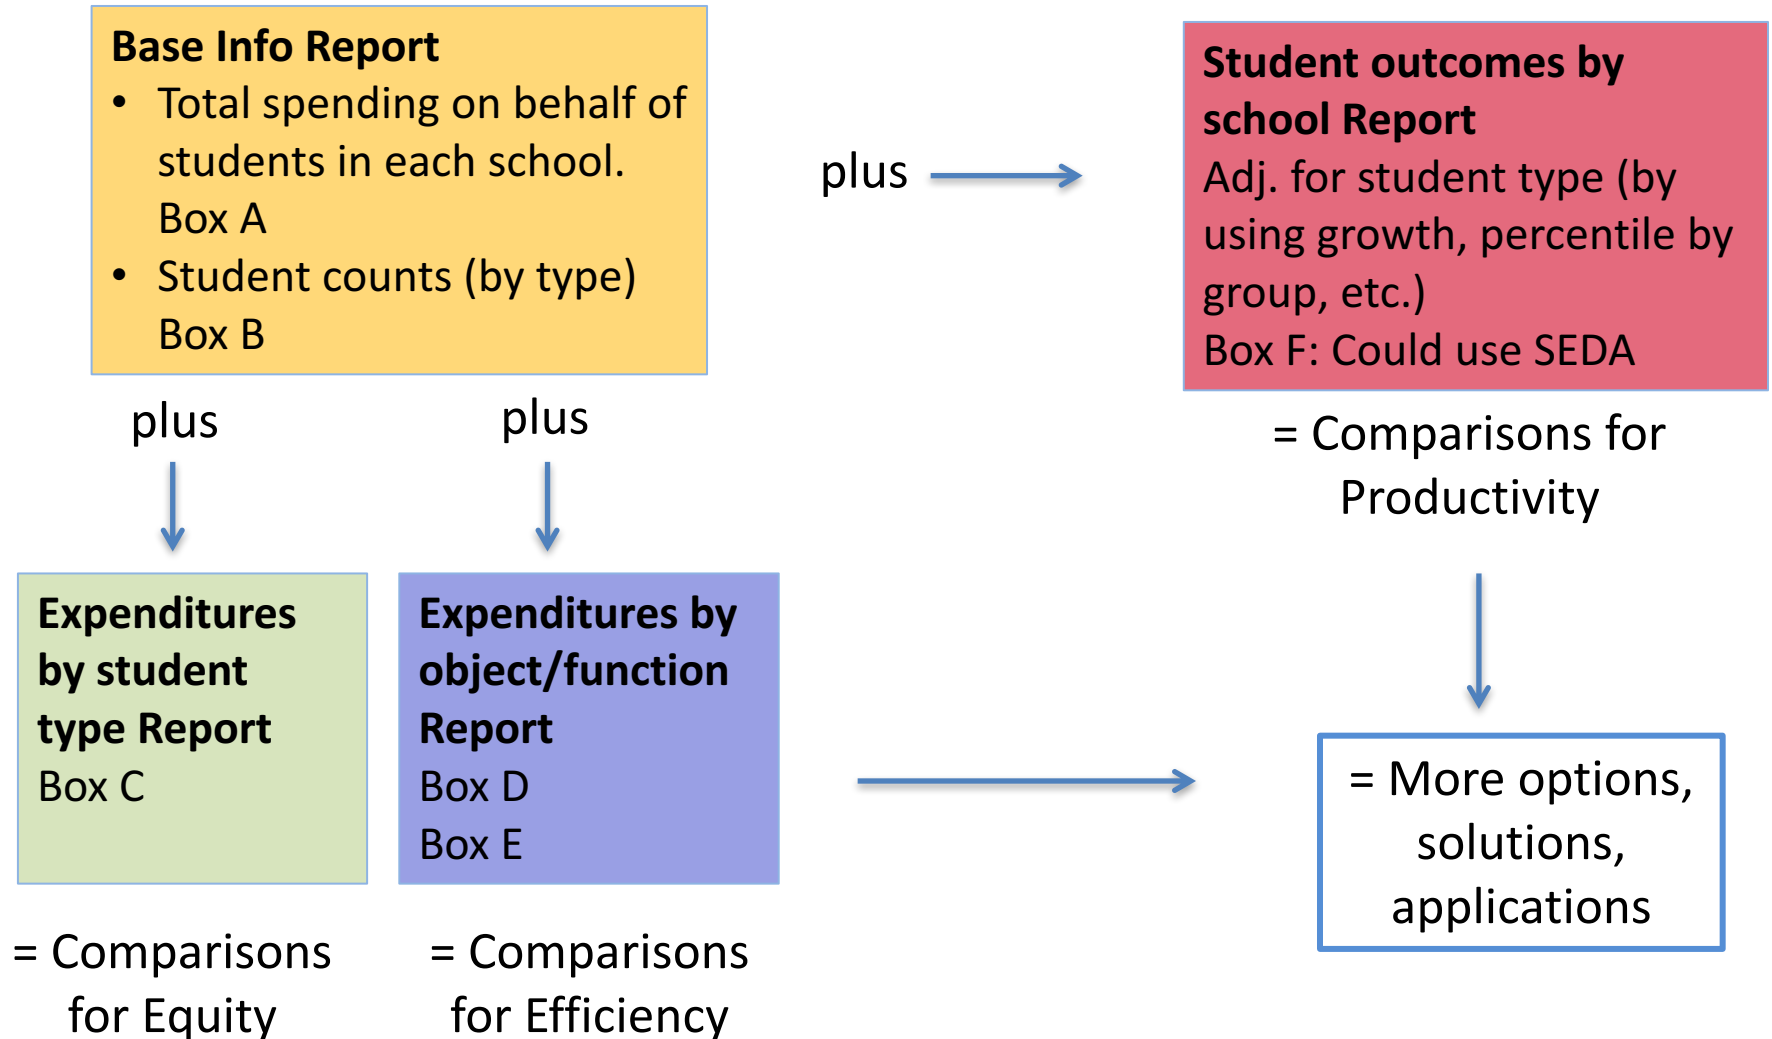 Base Info Report
• Total spending on behalf of
students in each school.
Box A
• Student counts (by type)
Box B
plus
Student outcomes by
school Report
Adj. for student type (by
using growth, percentile by
group, etc.)
Box F: Could use SEDA
= Comparisons for
Productivity
plus
plus
Expenditures
by student
type Report
Box C
Expenditures by
object/function
Report
Box D
Box E
= More options,
solutions,
applications
= Comparisons
for Equity
= Comparisons
for Efficiency